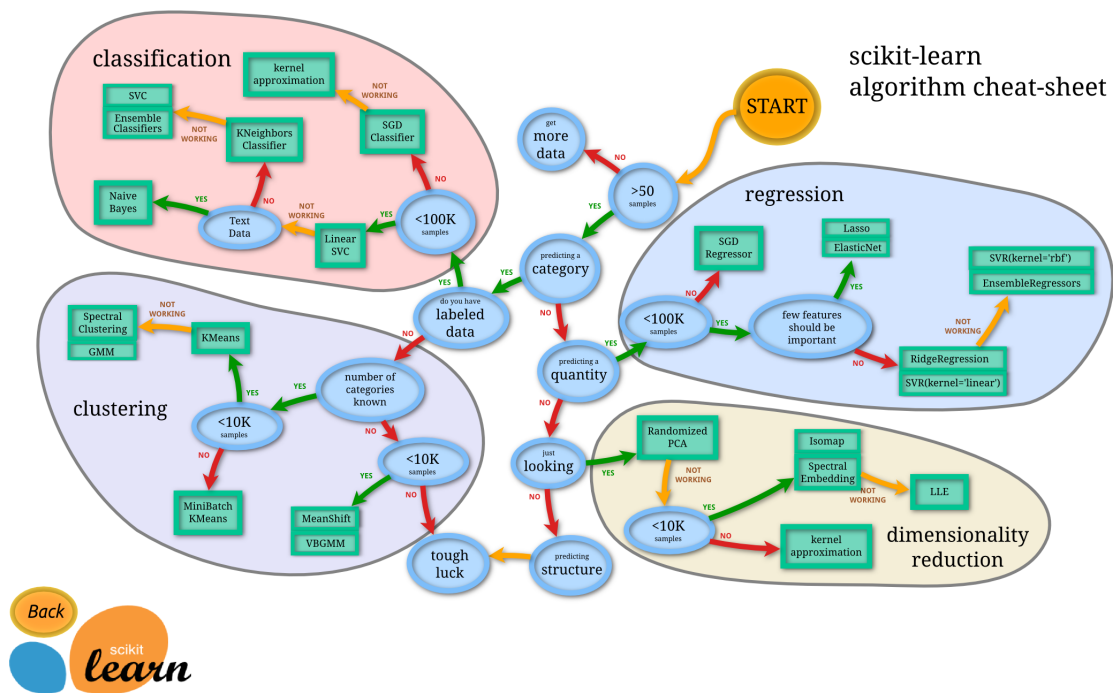 scikit-learn
algorithm cheat-sheet
START
classification
kernel
approximation
NOT
WORKING
SVC
Ensemble
Classifiers
NOT
WORKING
KNeighbors
Classifier
SGD
Classifier
NO
NO
Naive
Bayes
YES
Text
Data
NOT
WORKING
Linear
SVC
YES
<100K
samples
YES
get
more
data
NO
>50
samples
YES
predicting a
category
YES
NO
do you have
labeled
data
NO
predicting a
quantity
YES
NO
just
looking
YES
NO
predicting
structure
tough
luck
regression
SGD
Regressor
NO
<100K
samples
YES
few features
should be
important
YES
Lasso
ElasticNet
NO
RidgeRegression
SVR(kernel='linear')
NOT
WORKING
SVR(kernel='rbf')
EnsembleRegressors
clustering
Spectral
Clustering
GMM
NOT
WORKING
KMeans
YES
<10K
samples
NO
MiniBatch
KMeans
YES
number of
categories
known
NO
<10K
samples
YES
NO
MeanShift
VBGMM
dimensionality
reduction
Randomized
PCA
NOT
WORKING
<10K
samples
YES
NO
Isomap
Spectral
Embedding
NOT
WORKING
LLE
kernel
approximation
Back
scikit
learn